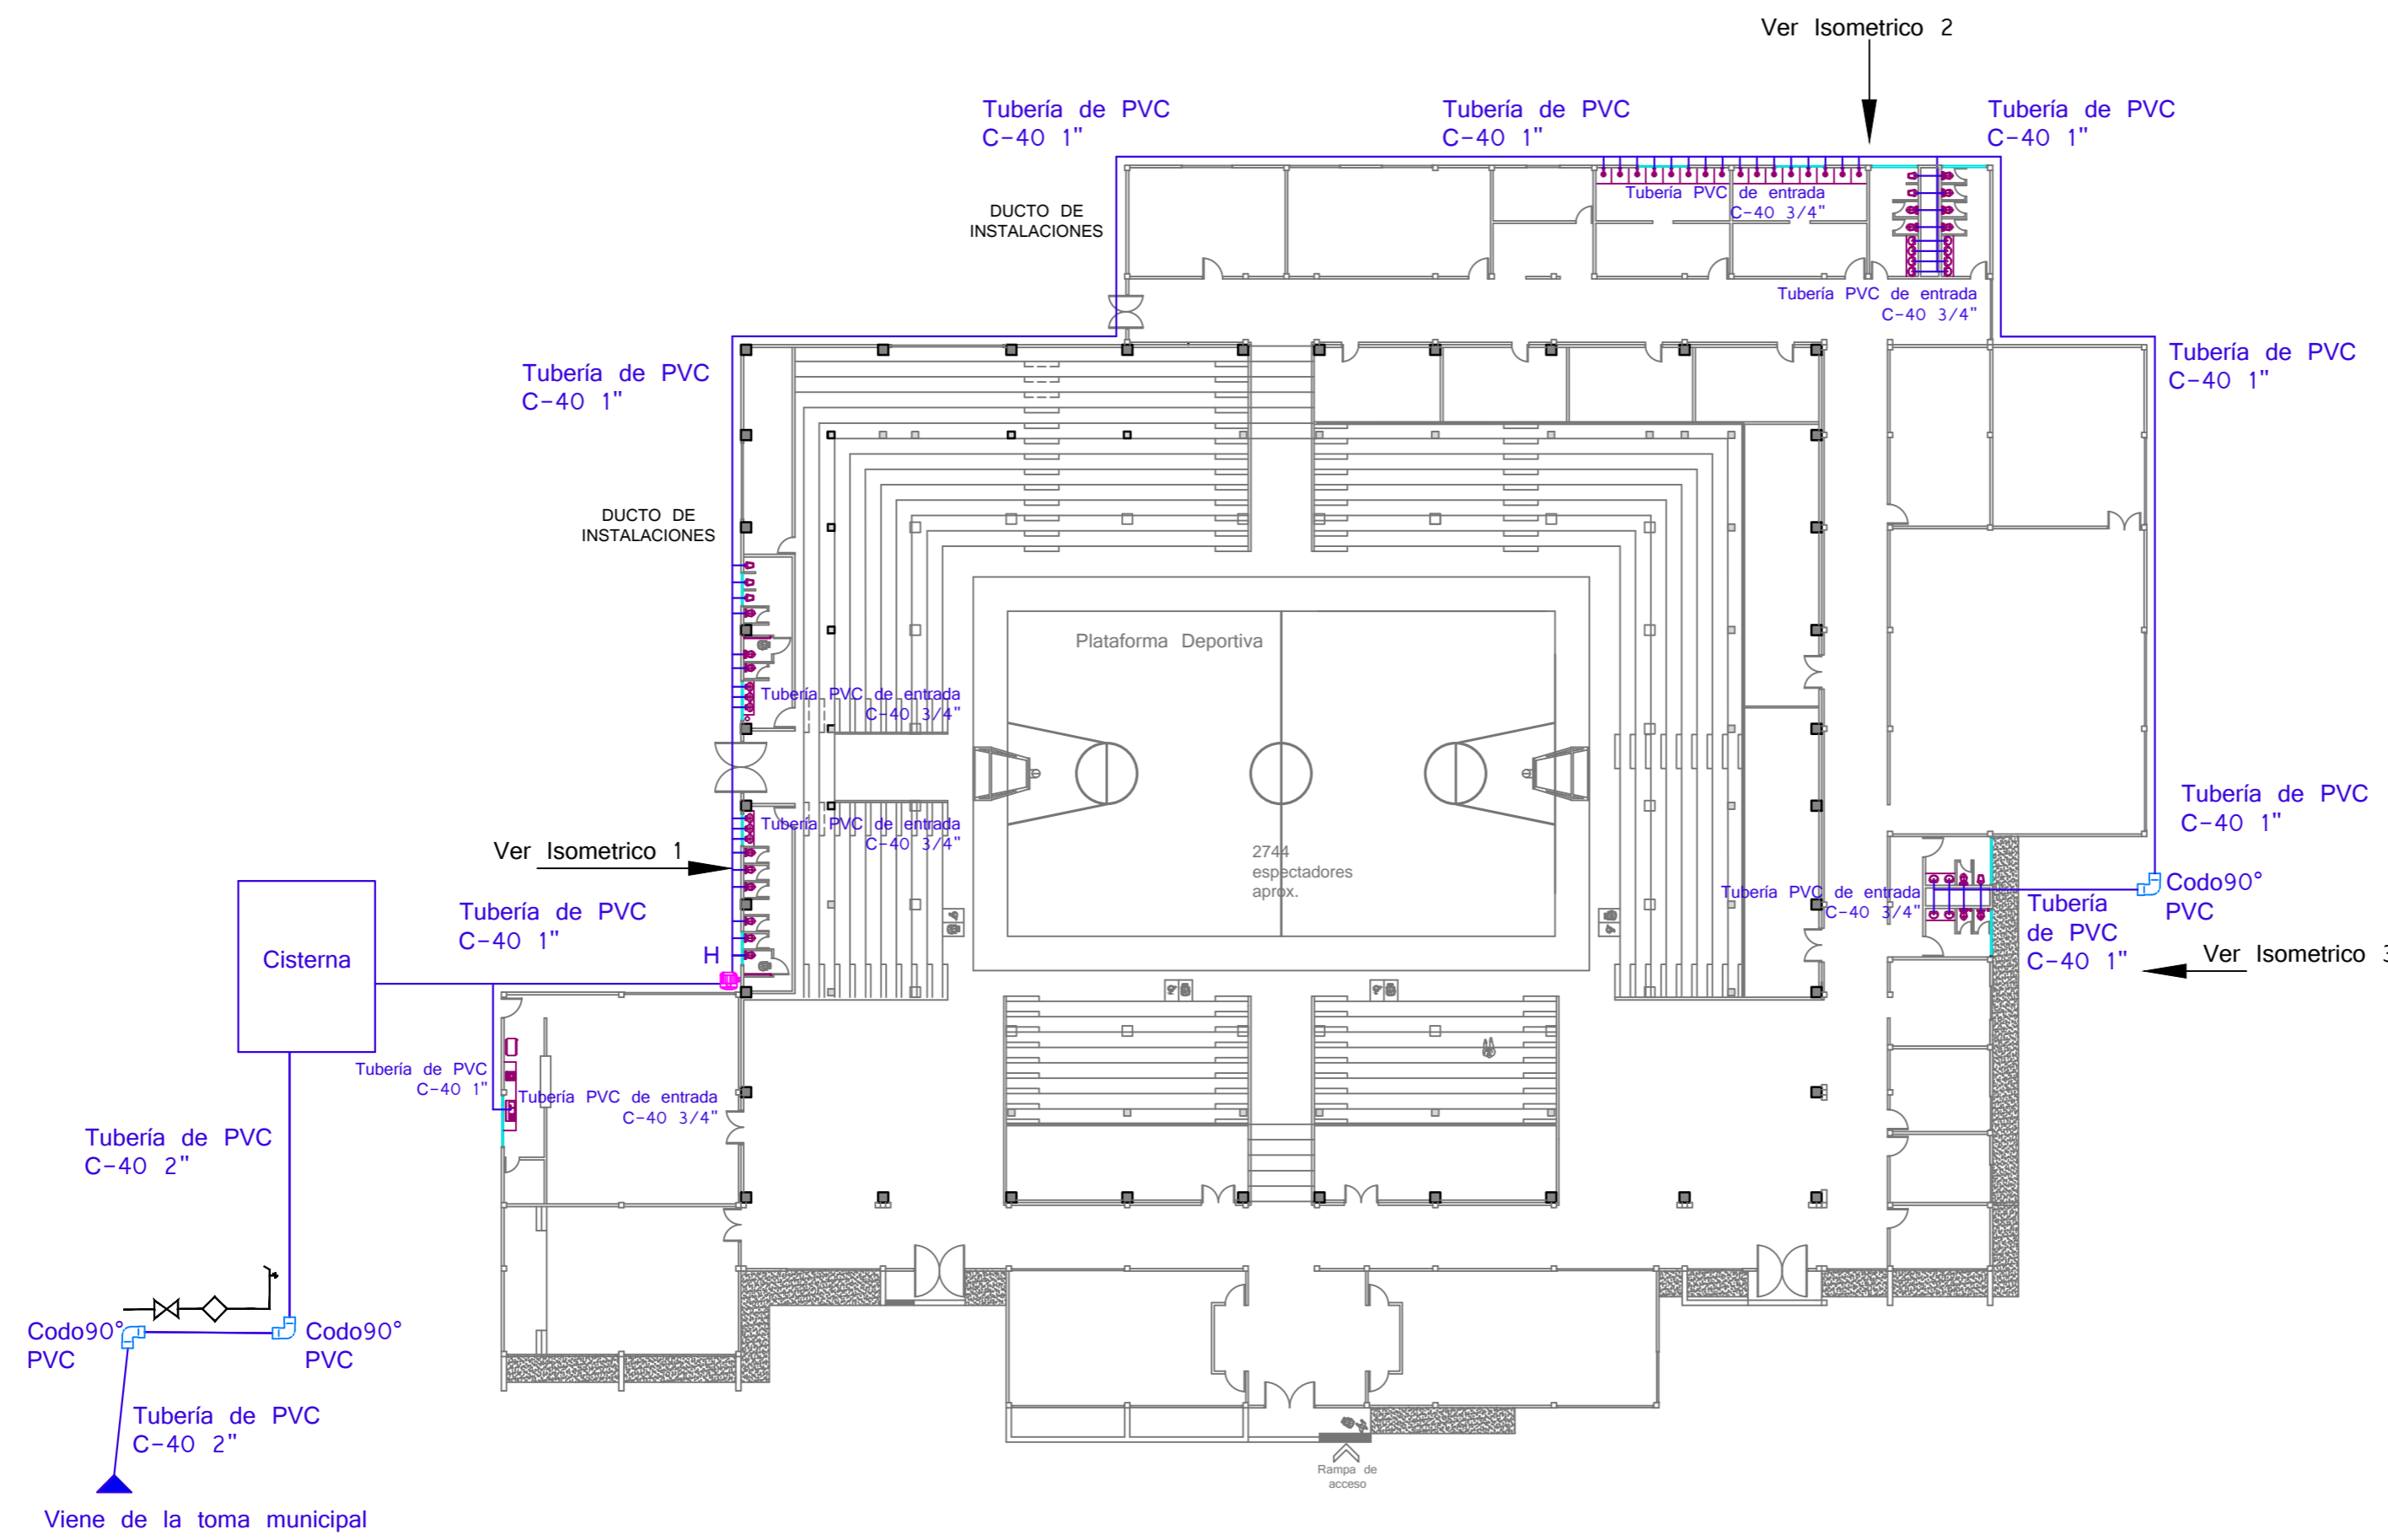 Ver Isometrico 2
Tubería de PVC
C-40 1"
Tubería de PVC
C-40 1"
Tubería de PVC
C-40 1"
Tubería PVC de entrada
C-40 3/4"
DUCTO DE
INSTALACIONES
Tubería PVC de entrada
C-40 3/4"
Tubería de PVC
C-40 1"
Tubería de PVC
C-40 1"
DUCTO DE
INSTALACIONES
Plataforma Deportiva
Tubería PVC de entrada
C-40 3/4"
Tubería PVC de entrada
C-40 3/4"
Tubería de PVC
C-40 1"
Ver Isometrico 1
2744
espectadores
aprox.
Tubería PVC de entrada
C-40 3/4"
Codo90°
PVC
Tubería de PVC
C-40 1"
Tubería
de PVC
C-40 1"
Ver Isometrico 3
H
Cisterna
Tubería de PVC
C-40 1"
Tubería PVC de entrada
C-40 3/4"
Tubería de PVC
C-40 2"
Codo90°
PVC
Codo90°
PVC
Tubería de PVC
C-40 2"
Rampa de
acceso
Viene de la toma municipal